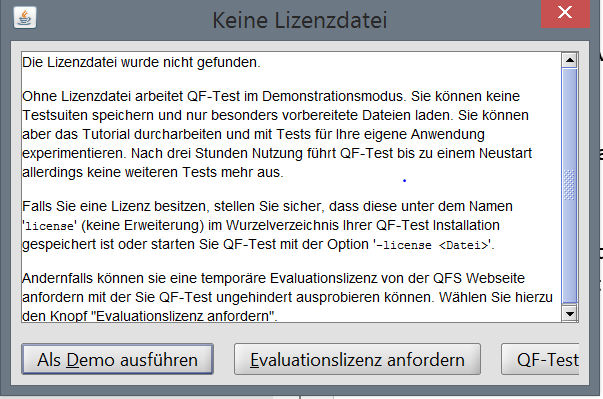 Keine Lizenzdatei
Die Lizenzdatei wurde nicht gefunden.
Ohne Lizenzdatei arbeitet QF-Test im Demonstrationsmodus. Sie können keine
Testsuiten speichern und nur besonders vorbereitete Dateien laden. Sie können
aber das Tutorial durcharbeiten und mit Tests für Ihre eigene Anwendung
experimentieren. Nach drei Stunden Nutzung führt QF-Test bis zu einem Neustart
allerdings keine weiteren Tests mehr aus.
Falls Sie eine Lizenz besitzen, stellen Sie sicher, dass diese unter dem Namen
'license' (keine Erweiterung) im Wurzelverzeichnis Ihrer QF-Test Installation
gespeichert ist oder starten Sie QF-Test mit der Option '-license <Datei>'.
Andernfalls können sie eine temporäre Evaluationslizenz von der QFS Webseite
anfordern mit der Sie QF-Test ungehindert ausprobieren können. Wählen Sie hierzu
den Knopf "Evaluationslizenz anfordern".
Als Demo ausführen Evaluationslizenz anfordern QF-Test